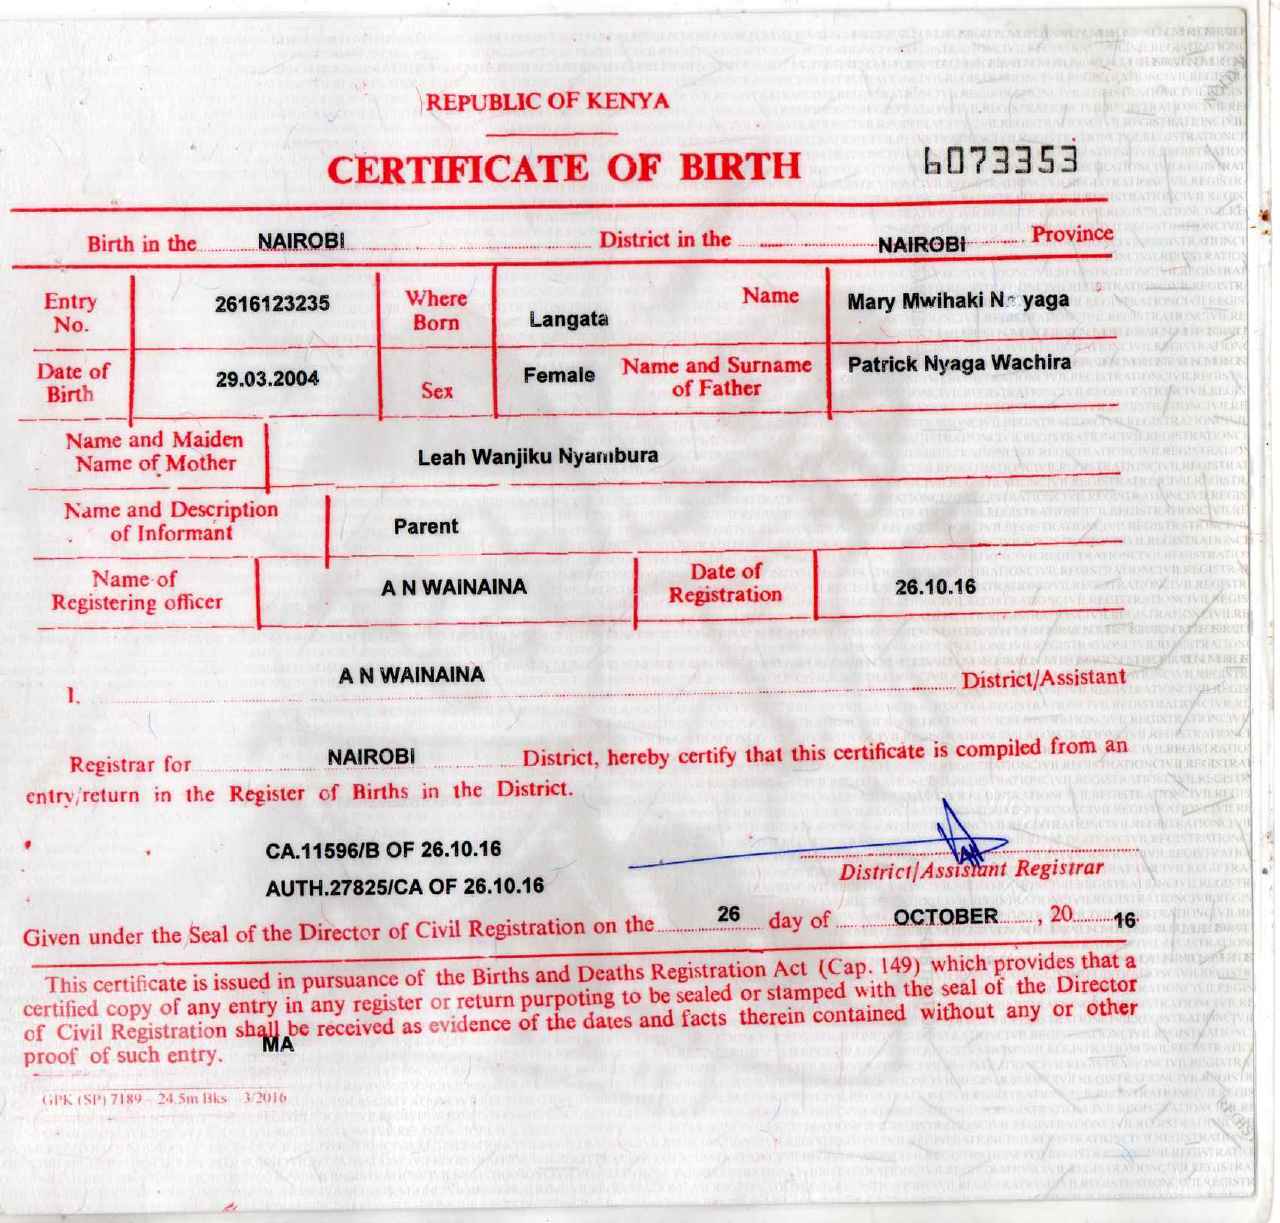 REPUBLIC OF KENYA
CERTIFICATE OF BIRTH
6073353
Birth in the NAIROBI District in the NAIROBI Province
Entry No. 2616123235
Where Born Langata
Name Mary Mwihaki
Date of Birth 29.03.2004
Sex Female
Name and Surname of Father Patrick Nyaga Wachira
Name and Maiden Name of Mother Leah Wanjiku Nyambura
Name and Description of Informant Parent
Name of Registering officer A N WAINAINA
Date of Registration 26.10.16
I. A N WAINAINA District/Assistant
Registrar for NAIROBI District, hereby certify that this certificate is compiled from an
entry/return in the Register of Births in the District.
CA.11596/B OF 26.10.16
AUTH.27825/CA OF 26.10.16
District/Assistant Registrar
Given under the Seal of the Director of Civil Registration on the 26 day of OCTOBER, 20 16
This certificate is issued in pursuance of the Births and Deaths Registration Act (Cap. 149) which provides that a
certified copy of any entry in any register or return purpoting to be sealed or stamped with the seal of the Director
of Civil Registration shall be received as evidence of the dates and facts therein contained without any or other
proof of such entry.
MA
GPK (SP) 7189 – 24.5m Bks 3/2016